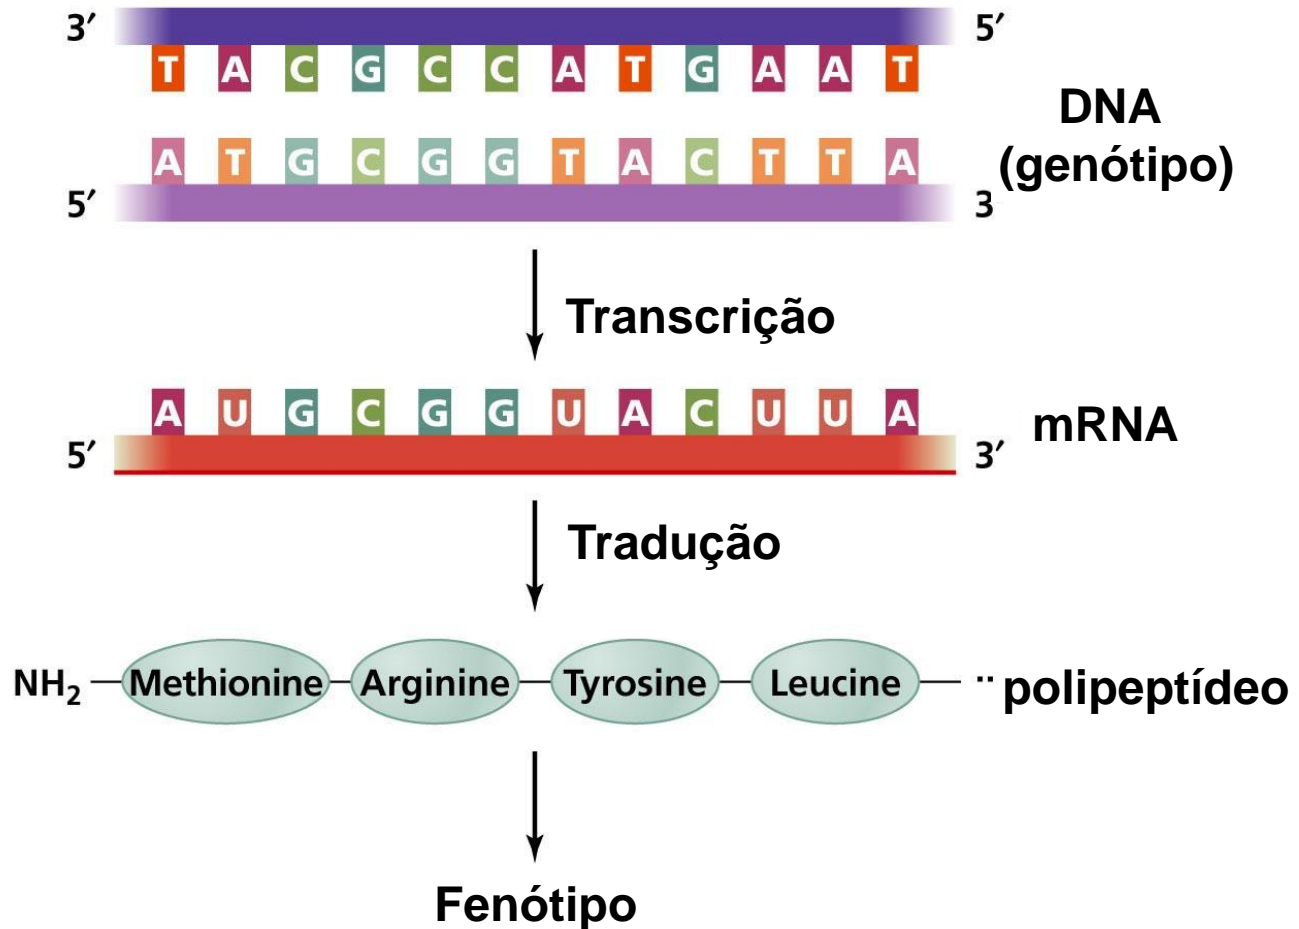 3′ 5′
T A C G C C A T G A A T
DNA
(genótipo)
A T G C G G T A C T T A
5′ 3
Transcrição
A U G C G G U A C U U A
mRNA
5′ 3′
Tradução
NH₂ Methionine Arginine Tyrosine Leucine ·· polipeptídeo
Fenótipo